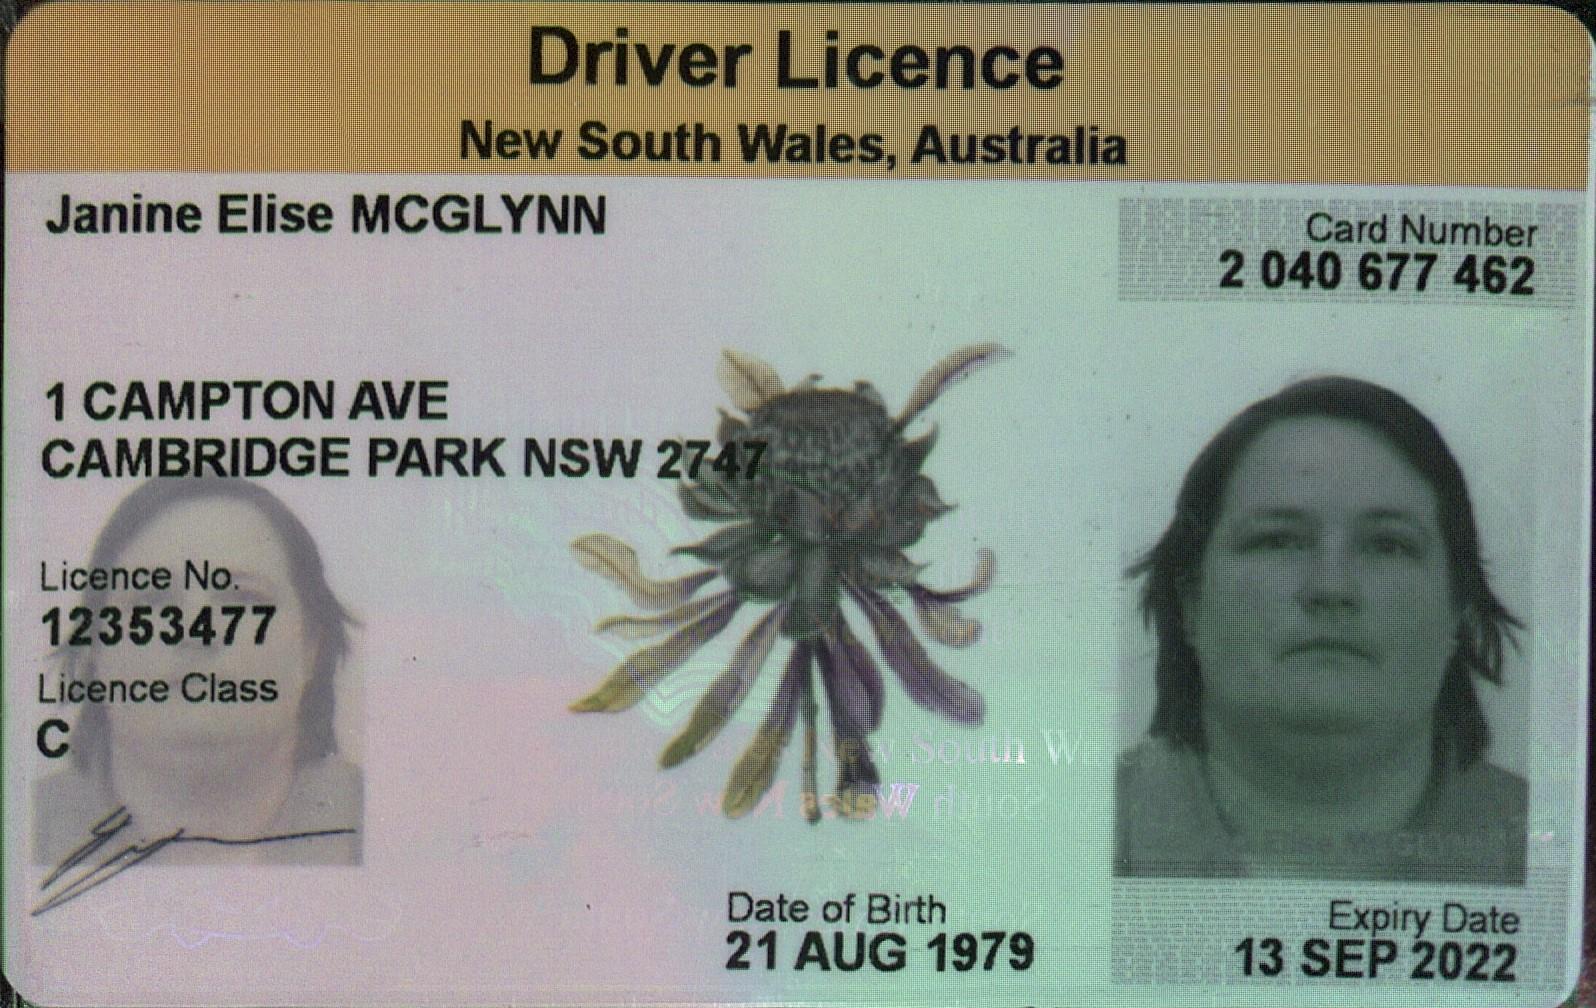 Driver Licence
New South Wales, Australia
Janine Elise MCGLYNN
Card Number
2 040 677 462
1 CAMPTON AVE
CAMBRIDGE PARK NSW 2747
Licence No.
12353477
Licence Class
C
New South Wales
South Wales New South
Elise MCGLYNN
Date of Birth
21 AUG 1979
Expiry Date
13 SEP 2022